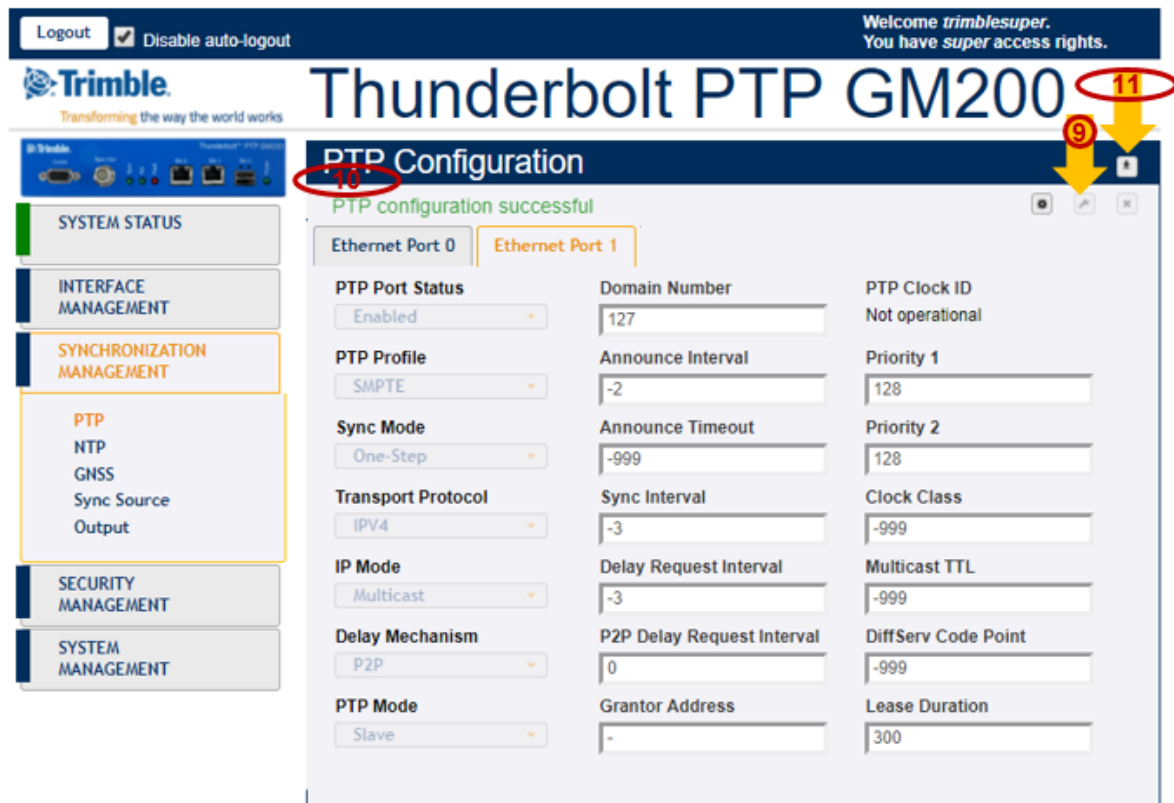 Logout
Disable auto-logout
Welcome trimblesuper.
You have super access rights.
Trimble.
Transforming the way the world works
Thunderbolt PTP GM200
11
9
Trimble.
Thunderbolt PTP GM200
PTP Configuration
10
PTP configuration successful
SYSTEM STATUS
INTERFACE
MANAGEMENT
SYNCHRONIZATION
MANAGEMENT
PTP
NTP
GNSS
Sync Source
Output
SECURITY
MANAGEMENT
SYSTEM
MANAGEMENT
Ethernet Port 0
Ethernet Port 1
PTP Port Status
Enabled
Domain Number
127
PTP Clock ID
Not operational
PTP Profile
SMPTE
Announce Interval
-2
Priority 1
128
Sync Mode
One-Step
Announce Timeout
-999
Priority 2
128
Transport Protocol
IPV4
Sync Interval
-3
Clock Class
-999
IP Mode
Multicast
Delay Request Interval
-3
Multicast TTL
-999
Delay Mechanism
P2P
P2P Delay Request Interval
0
DiffServ Code Point
-999
PTP Mode
Slave
Grantor Address
-
Lease Duration
300